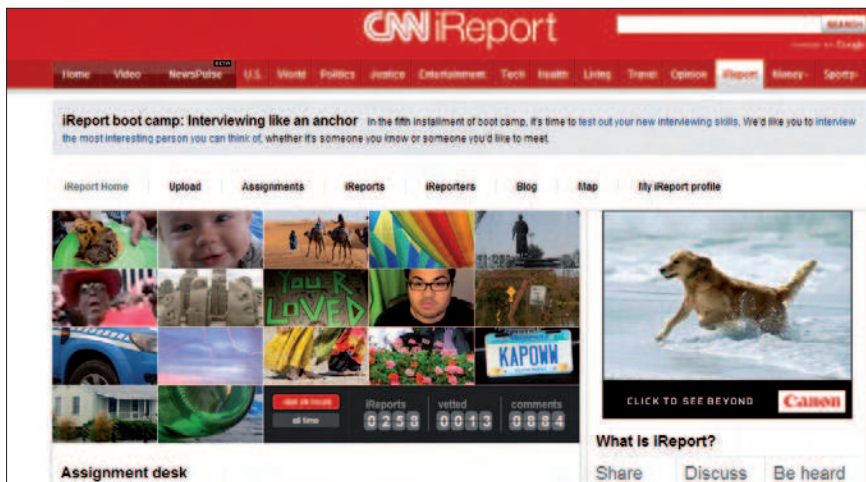 CNN iReport
SEARCH
BETA
Home Video NewsPulse U.S. World Politics Justice Entertainment Tech Health Living Travel Opinion iReport Money Sports
iReport boot camp: Interviewing like an anchor In the fifth installment of boot camp, it's time to test out your new interviewing skills. We'd like you to interview
the most interesting person you can think of, whether it's someone you know or someone you'd like to meet.
iReport Home Upload Assignments iReports iReporters Blog Map My iReport profile
YOU R
LOVED
KAPOWW
iReports vetted comments
all time
0258 0013 0884
CLICK TO SEE BEYOND Canon
What is iReport?
Assignment desk
Share Discuss Be heard